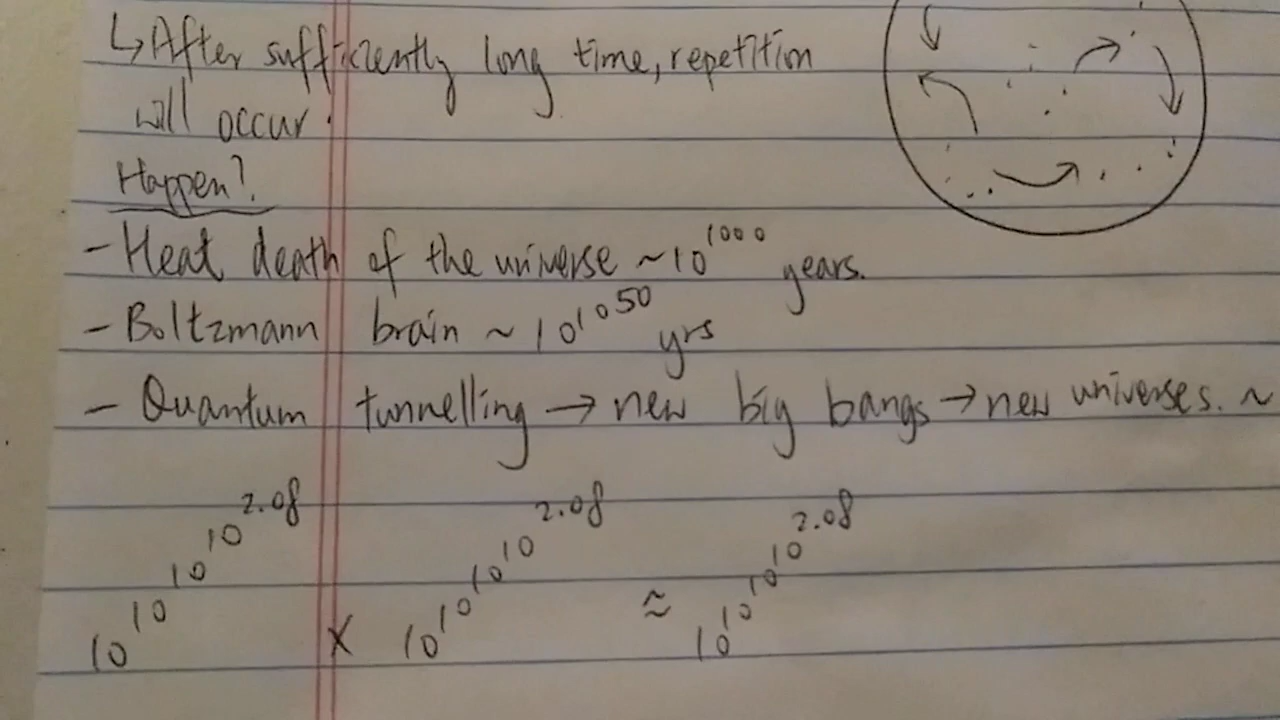 ↳ After sufficiently long time, repetition
will occur.
Happen?
- Heat death of the universe ~10^1000 years.
- Boltzmann brain ~ 10^10^50 yrs
- Quantum tunnelling → new big bangs → new universes. ~
10^10^10^10^2.08 × 10^10^10^10^2.08 ≈ 10^10^10^10^2.08